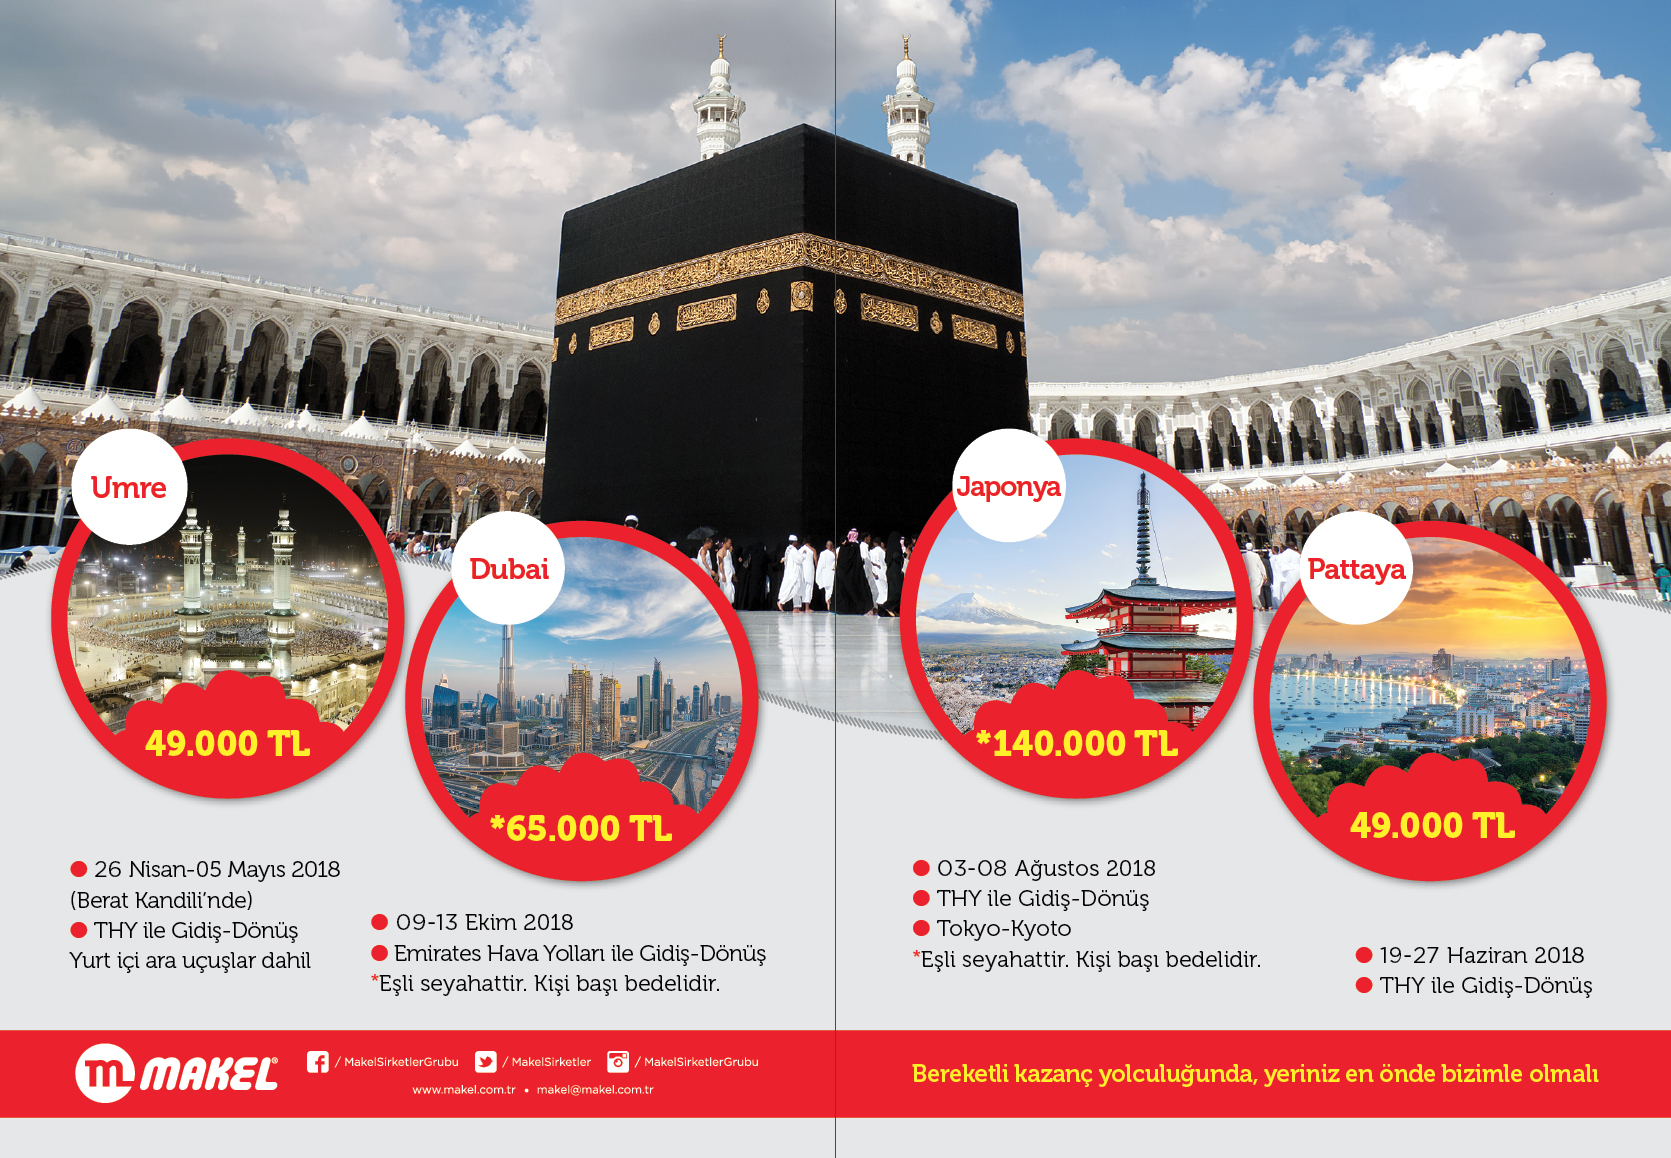 Umre
49.000 TL
26 Nisan-05 Mayıs 2018
(Berat Kandili’nde)
THY ile Gidiş-Dönüş
Yurt içi ara uçuşlar dahil
Dubai
*65.000 TL
09-13 Ekim 2018
Emirates Hava Yolları ile Gidiş-Dönüş
*Eşli seyahattir. Kişi başı bedelidir.
Japonya
*140.000 TL
03-08 Ağustos 2018
THY ile Gidiş-Dönüş
Tokyo-Kyoto
*Eşli seyahattir. Kişi başı bedelidir.
Pattaya
49.000 TL
19-27 Haziran 2018
THY ile Gidiş-Dönüş
MAKEL®
/ MakelSirketlerGrubu / MakelSirketler / MakelSirketlerGrubu
www.makel.com.tr • makel@makel.com.tr
Bereketli kazanç yolculuğunda, yeriniz en önde bizimle olmalı